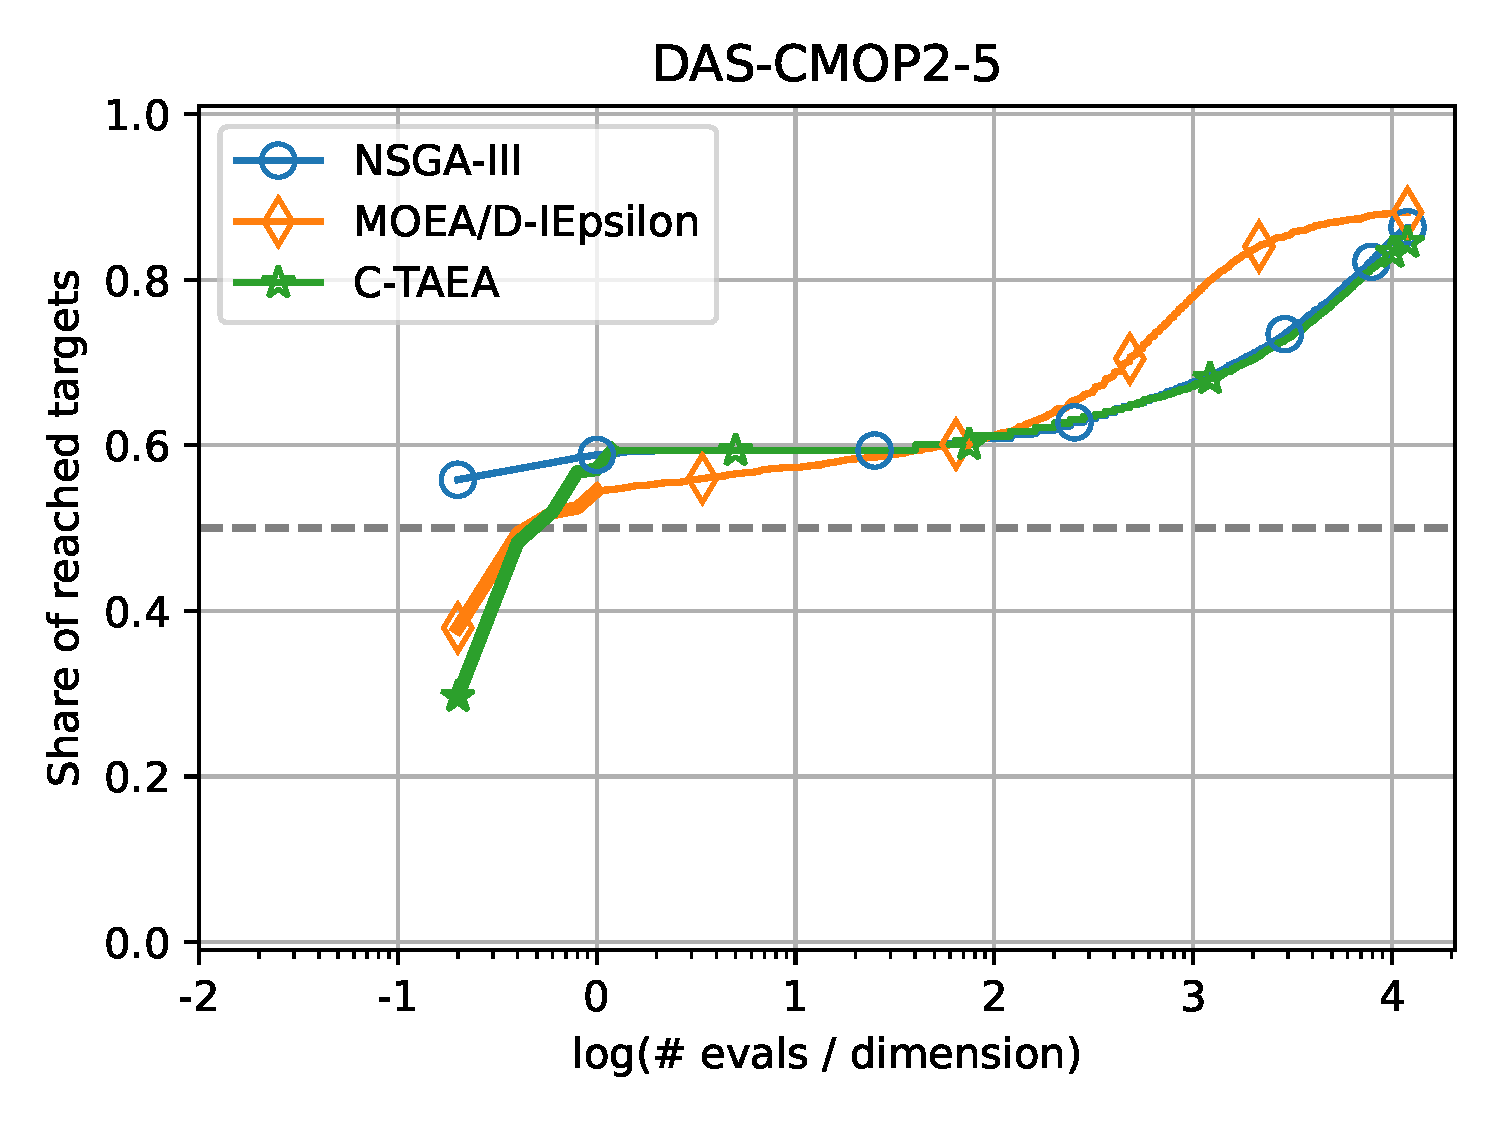 DAS-CMOP2-5
1.0
0.8
0.6
0.4
0.2
0.0
Share of reached targets
NSGA-III
MOEA/D-IEpsilon
C-TAEA
-2 -1 0 1 2 3 4
log(# evals / dimension)